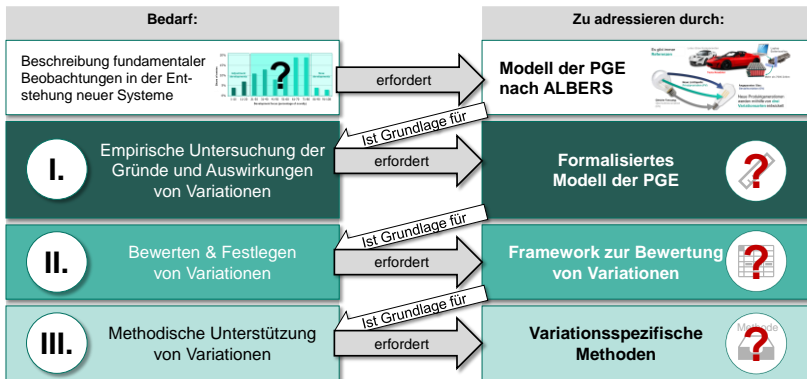 Bedarf:
Zu adressieren durch:
Beschreibung fundamentaler
Beobachtungen in der Ent-
stehung neuer Systeme
?
erfordert
Modell der PGE
nach ALBERS
Ist Grundlage für
I.
Empirische Untersuchung der
Gründe und Auswirkungen
von Variationen
erfordert
Formalisiertes
Modell der PGE
?
Ist Grundlage für
II.
Bewerten & Festlegen
von Variationen
erfordert
Framework zur Bewertung
von Variationen
?
Ist Grundlage für
III.
Methodische Unterstützung
von Variationen
erfordert
Variationsspezifische
Methoden
Methode
?